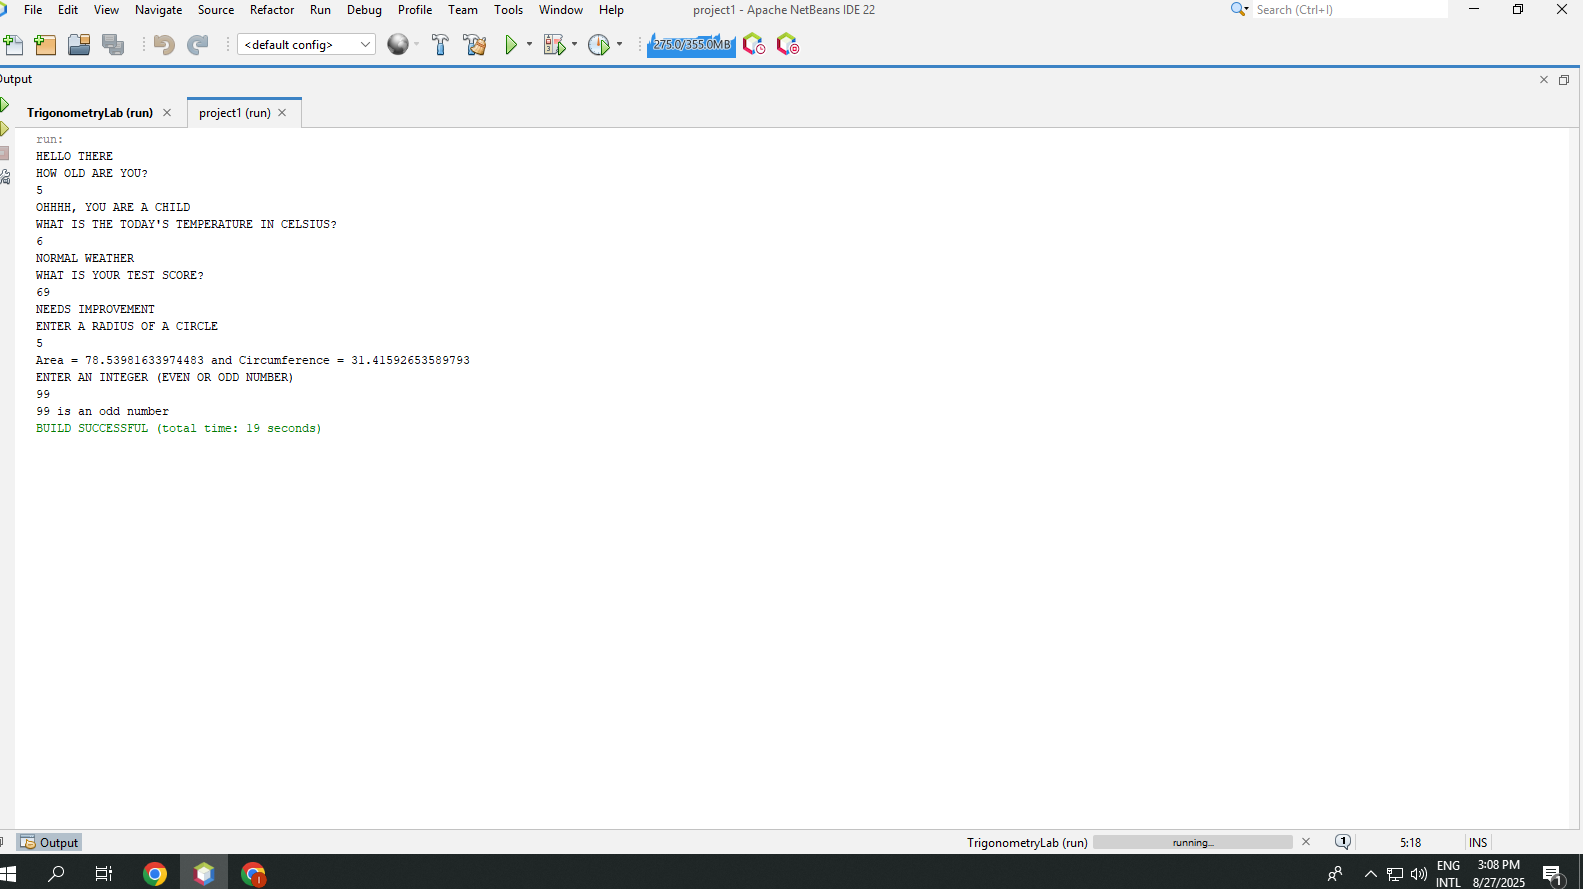 File Edit View Navigate Source Refactor Run Debug Profile Team Tools Window Help
project1 - Apache NetBeans IDE 22
Search (Ctrl+I)
<default config>
275.0/355.0MB
Output
TrigonometryLab (run)
project1 (run)
run:
HELLO THERE
HOW OLD ARE YOU?
5
OHHHH, YOU ARE A CHILD
WHAT IS THE TODAY'S TEMPERATURE IN CELSIUS?
6
NORMAL WEATHER
WHAT IS YOUR TEST SCORE?
69
NEEDS IMPROVEMENT
ENTER A RADIUS OF A CIRCLE
5
Area = 78.53981633974483 and Circumference = 31.41592653589793
ENTER AN INTEGER (EVEN OR ODD NUMBER)
99
99 is an odd number
BUILD SUCCESSFUL (total time: 19 seconds)
Output
TrigonometryLab (run)
running...
1
5:18
INS
ENG
INTL
3:08 PM
8/27/2025
1